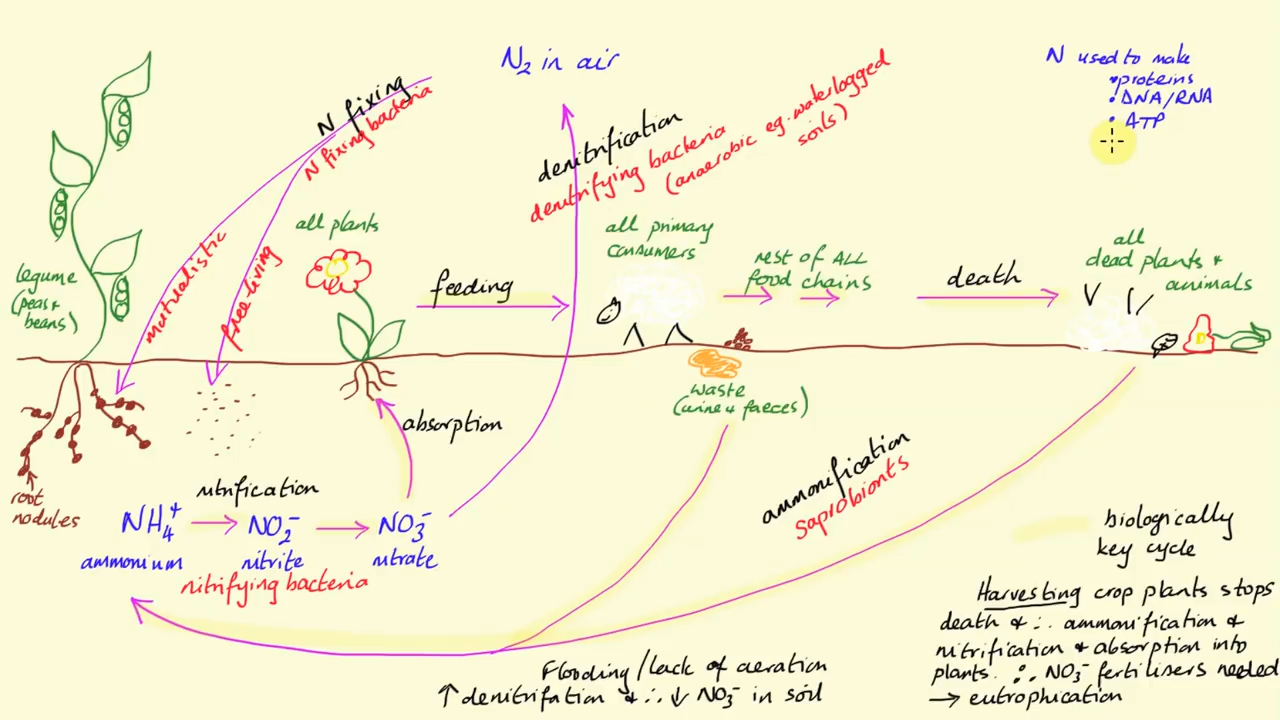 N₂ in air
N used to make
• proteins
• DNA/RNA
• ATP
N fixing
N fixing bacteria
denitrification
denitrifying bacteria
(anaerobic eg. waterlogged
soils)
mutualistic
free-living
all plants
legume
(peas +
beans)
feeding
all primary
consumers
rest of ALL
food chains
death
all
dead plants +
animals
waste
(urine + faeces)
absorption
root
nodules
nitrification
NH₄⁺ → NO₂⁻ → NO₃⁻
ammonium nitrite nitrate
nitrifying bacteria
ammonification
saprobionts
biologically
key cycle
Harvesting crop plants stops
death + ∴ ammonification +
nitrification + absorption into
plants. ∴ NO₃⁻ fertilisers needed
→ eutrophication
Flooding/lack of aeration
↑ denitrifation + ∴ ↓ NO₃⁻ in soil